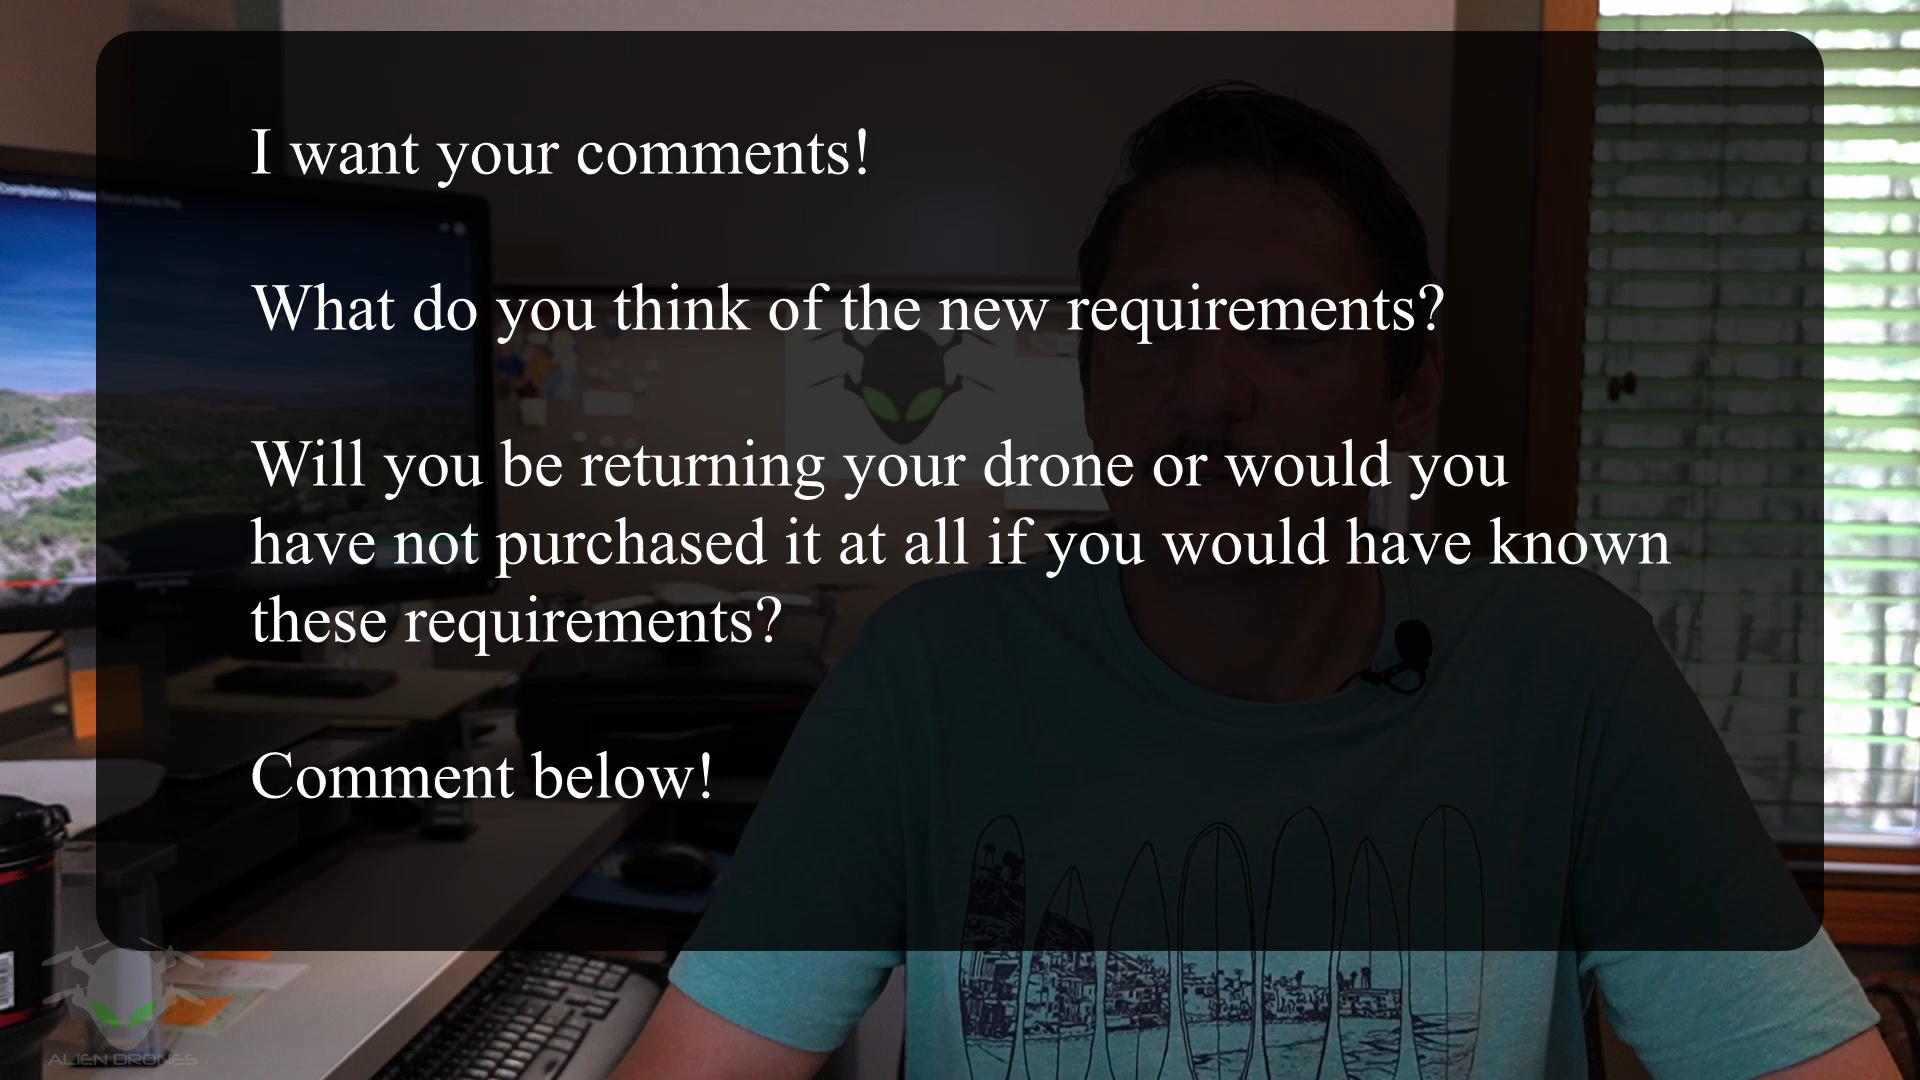 I want your comments!
What do you think of the new requirements?
Will you be returning your drone or would you
have not purchased it at all if you would have known
these requirements?
Comment below!
ALIEN DRONES